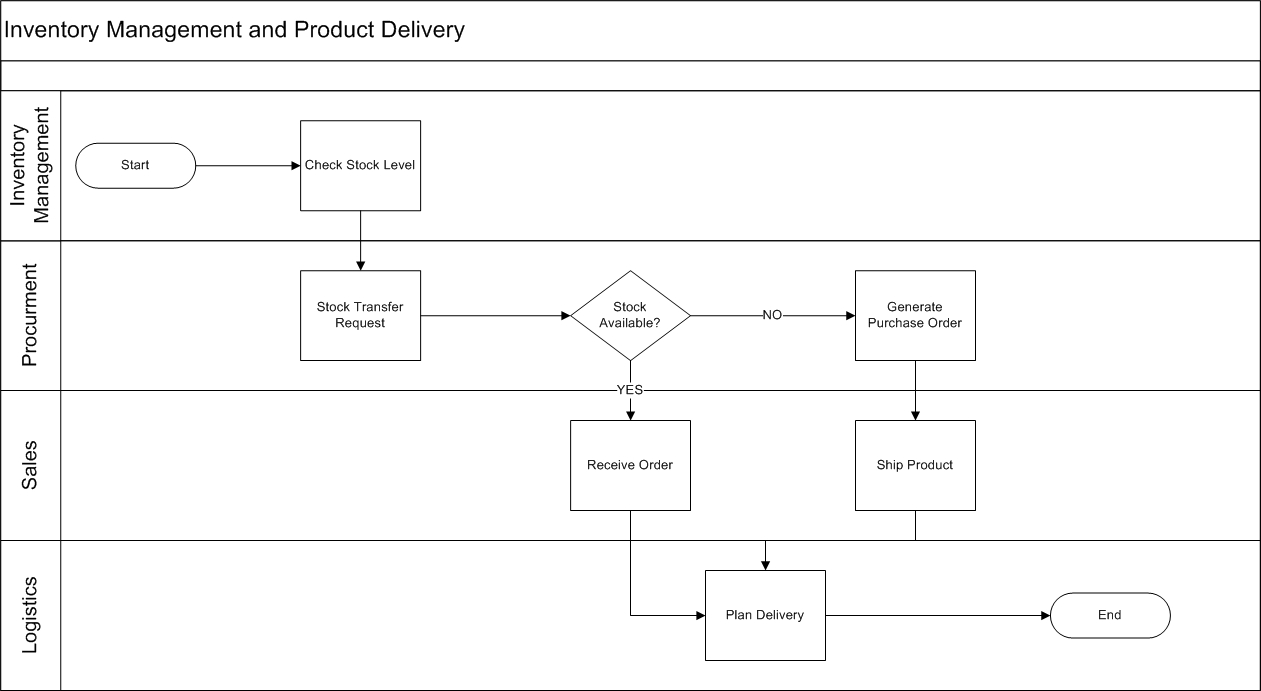 Inventory Management and Product Delivery
Inventory
Management
Start
Check Stock Level
Procurment
Stock Transfer
Request
Stock
Available?
NO
Generate
Purchase Order
YES
Sales
Receive Order
Ship Product
Logistics
Plan Delivery
End